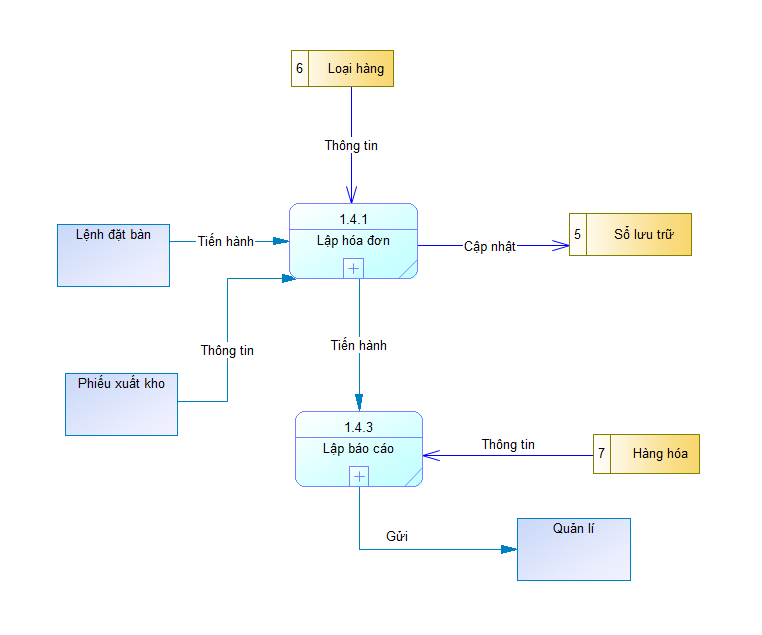 6 Loại hàng
Thông tin
1.4.1
Lệnh đặt bàn
Tiến hành
Lập hóa đơn
Cập nhật
5 Sổ lưu trữ
Thông tin
Tiến hành
Phiếu xuất kho
1.4.3
Lập báo cáo
Thông tin
7 Hàng hóa
Gửi
Quản lí